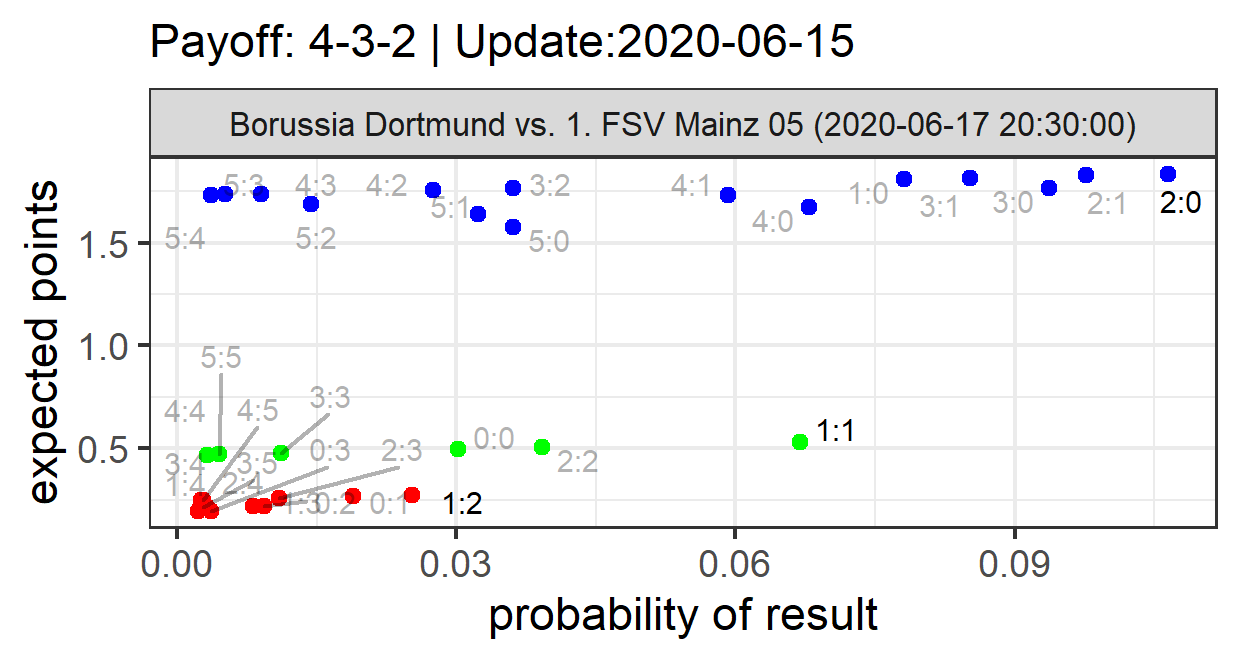 Payoff: 4-3-2 | Update:2020-06-15
Borussia Dortmund vs. 1. FSV Mainz 05 (2020-06-17 20:30:00)
expected points
1.5
1.0
0.5
5:3 4:3 4:2 3:2 4:1 1:0
5:1 4:0 3:1 3:0 2:1 2:0
5:4 5:2 5:0
5:5
4:4 4:5 3:3
1:1
0:3 2:3 0:0
3:4 3:5 2:2
1:4 2:4
1:3 0:2 0:1 1:2
0.00 0.03 0.06 0.09
probability of result